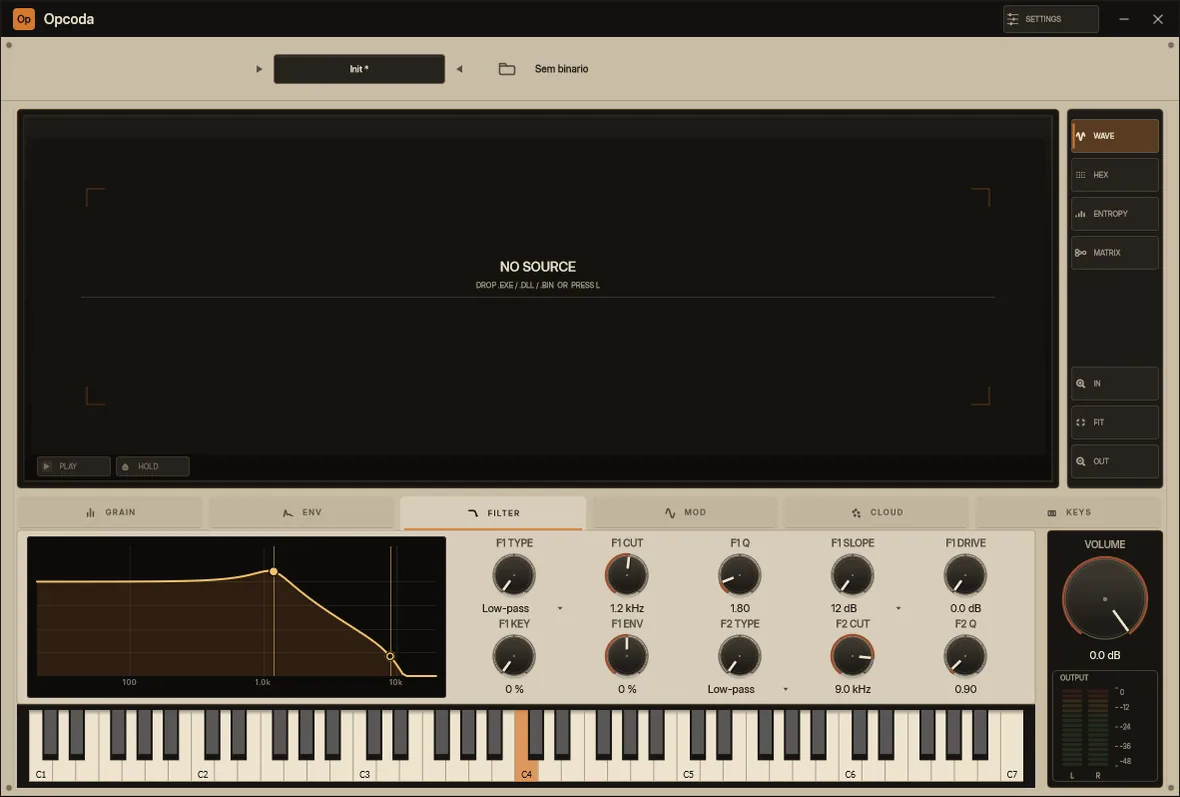 Op Opcoda
SETTINGS
Init *
Sem binario
NO SOURCE
DROP .EXE / .DLL / .BIN OR PRESS L
PLAY
HOLD
WAVE
HEX
ENTROPY
MATRIX
IN
FIT
OUT
GRAIN
ENV
FILTER
MOD
CLOUD
KEYS
100
1.0k
10k
F1 TYPE
F1 CUT
F1 Q
F1 SLOPE
F1 DRIVE
Low-pass
1.2 kHz
1.80
12 dB
0.0 dB
F1 KEY
F1 ENV
F2 TYPE
F2 CUT
F2 Q
0 %
0 %
Low-pass
9.0 kHz
0.90
VOLUME
0.0 dB
OUTPUT
0
-12
-24
-36
-48
L
R
C1
C2
C3
C4
C5
C6
C7